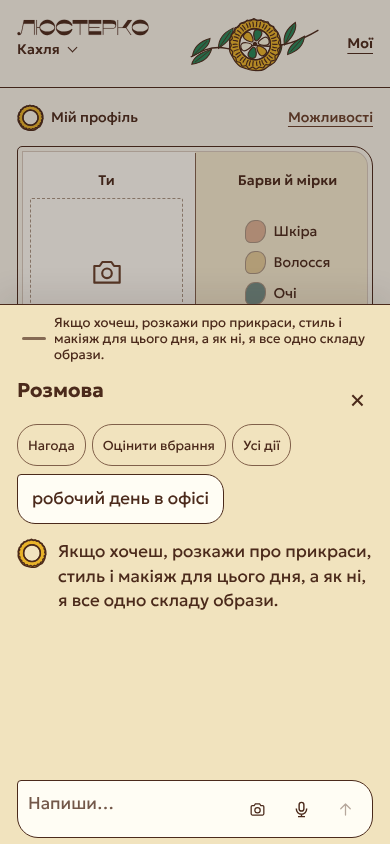 ЛЮСТЕРКО
Кахля
Мої
Мій профіль
Можливості
Ти
Барви й мірки
Шкіра
Волосся
Очі
Якщо хочеш, розкажи про прикраси, стиль і
макіяж для цього дня, а як ні, я все одно складу
образи.
Розмова
Нагода
Оцінити вбрання
Усі дії
робочий день в офісі
Якщо хочеш, розкажи про прикраси,
стиль і макіяж для цього дня, а як ні,
я все одно складу образи.
Напиши...